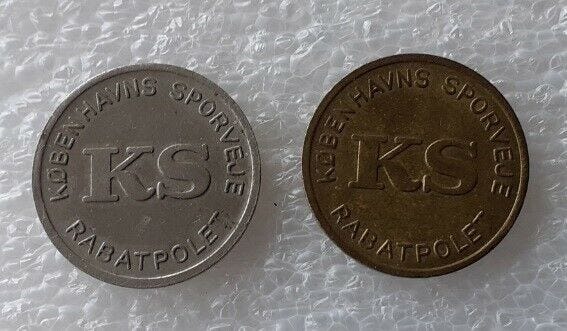 KØBENHAVNS SPORVEJE
KS
RABATPOLET
KØBENHAVNS SPORVEJE
KS
RABATPOLET